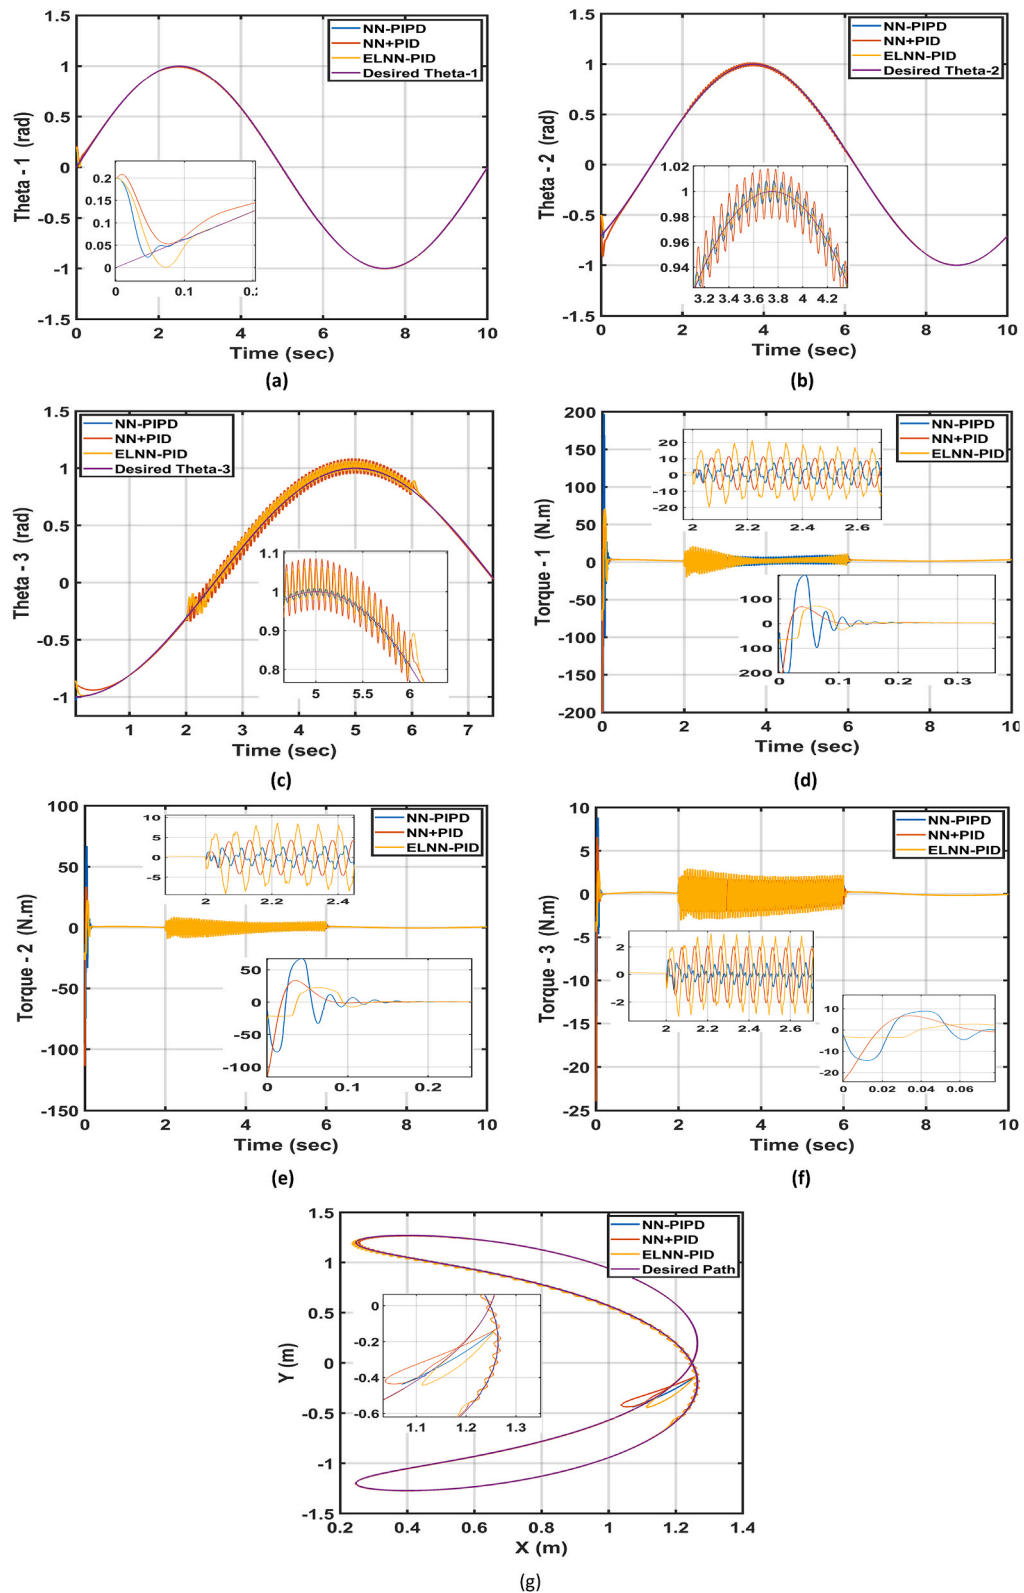 NN-PIPD
NN+PID
ELNN-PID
Desired Theta-1
1.5
1
0.5
0
-0.5
-1
-1.5
Theta - 1 (rad)
0.2
0.15
0.1
0.05
0
0
0.1
0 2 4 6 8 10
Time (sec)
(a)
NN-PIPD
NN+PID
ELNN-PID
Desired Theta-2
1.5
1
0.5
0
-0.5
-1
-1.5
Theta - 2 (rad)
1.02
1
0.98
0.96
0.94
3.2 3.4 3.6 3.8 4 4.2
0 2 4 6 8 10
Time (sec)
(b)
NN-PIPD
NN+PID
ELNN-PID
Desired Theta-3
1.5
1
0.5
0
-0.5
-1
Theta - 3 (rad)
1.1
1
0.9
0.8
5 5.5 6
1 2 3 4 5 6 7
Time (sec)
(c)
NN-PIPD
NN+PID
ELNN-PID
200
150
100
50
0
-50
-100
-150
-200
Torque - 1 (N.m)
20
10
0
-10
-20
2 2.2 2.4 2.6
100
0
100
200
0 0.1 0.2 0.3
0 2 4 6 8 10
Time (sec)
(d)
NN-PIPD
NN+PID
ELNN-PID
100
50
0
-50
-100
-150
Torque - 2 (N.m)
10
5
0
-5
2 2.2 2.4
50
0
-50
-100
0 0.1 0.2
0 2 4 6 8 10
Time (sec)
(e)
NN-PIPD
NN+PID
ELNN-PID
10
5
0
-5
-10
-15
-20
-25
Torque - 3 (N.m)
2
0
-2
2 2.2 2.4 2.6
10
0
-10
-20
0 0.02 0.04 0.06
0 2 4 6 8 10
Time (sec)
(f)
NN-PIPD
NN+PID
ELNN-PID
Desired Path
1.5
1
0.5
0
-0.5
-1
-1.5
Y (m)
0
-0.2
-0.4
-0.6
1.1 1.2 1.3
0.2 0.4 0.6 0.8 1 1.2 1.4
X (m)
(g)